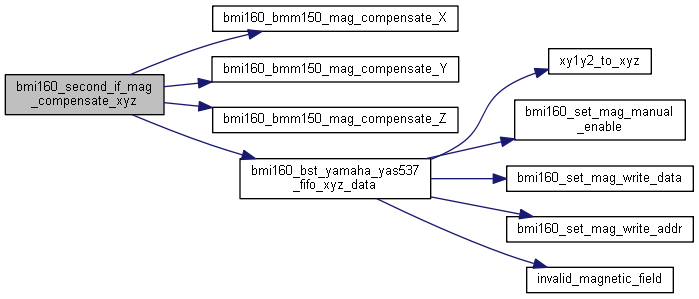 bmi160_second_if_mag
_compensate_xyz
bmi160_bmm150_mag_compensate_X
bmi160_bmm150_mag_compensate_Y
bmi160_bmm150_mag_compensate_Z
bmi160_bst_yamaha_yas537
_fifo_xyz_data
xy1y2_to_xyz
bmi160_set_mag_manual
_enable
bmi160_set_mag_write_data
bmi160_set_mag_write_addr
invalid_magnetic_field